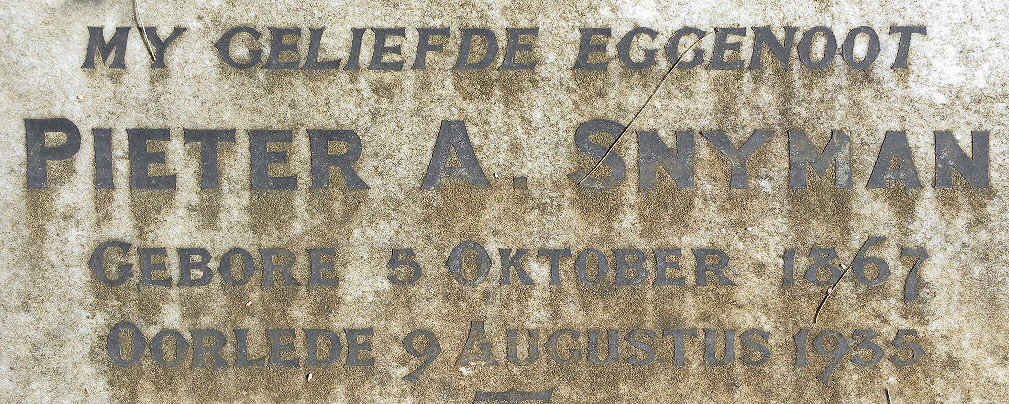 MY GELIEFDE EGGENOOT
PIETER A. SNYMAN
GEBORE 5 OKTOBER 1867
OORLEDE 9 AUGUSTUS 1935